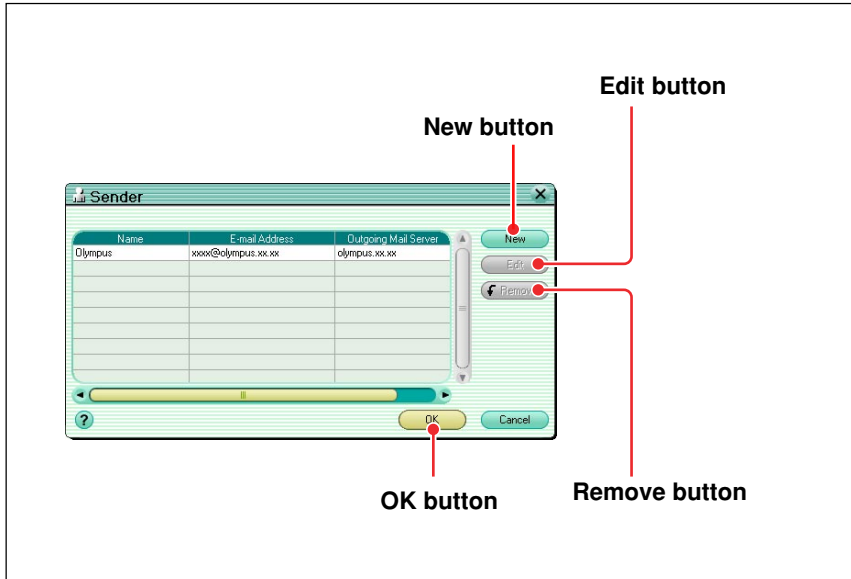 Edit button
New button
Sender
Name E-mail Address Outgoing Mail Server New
Olympus xxxx@olympus.xx.xx olympus.xx.xx
Edit
Remove
? OK Cancel
OK button
Remove button